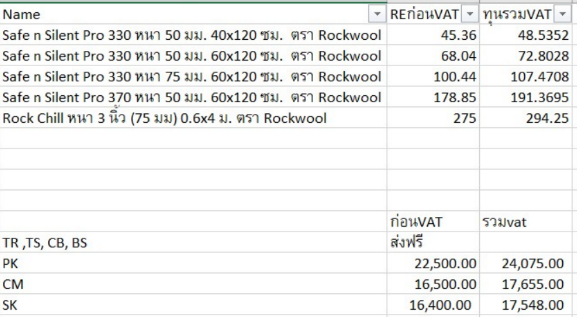 Name REก่อนVAT ทุนรวมVAT
Safe n Silent Pro 330 หนา 50 มม. 40x120 ซม. ตรา Rockwool 45.36 48.5352
Safe n Silent Pro 330 หนา 50 มม. 60x120 ซม. ตรา Rockwool 68.04 72.8028
Safe n Silent Pro 330 หนา 75 มม. 60x120 ซม. ตรา Rockwool 100.44 107.4708
Safe n Silent Pro 370 หนา 50 มม. 60x120 ซม. ตรา Rockwool 178.85 191.3695
Rock Chill หนา 3 นิ้ว (75 มม) 0.6x4 ม. ตรา Rockwool 275 294.25
ก่อนVAT รวมvat
TR ,TS, CB, BS ส่งฟรี
PK 22,500.00 24,075.00
CM 16,500.00 17,655.00
SK 16,400.00 17,548.00